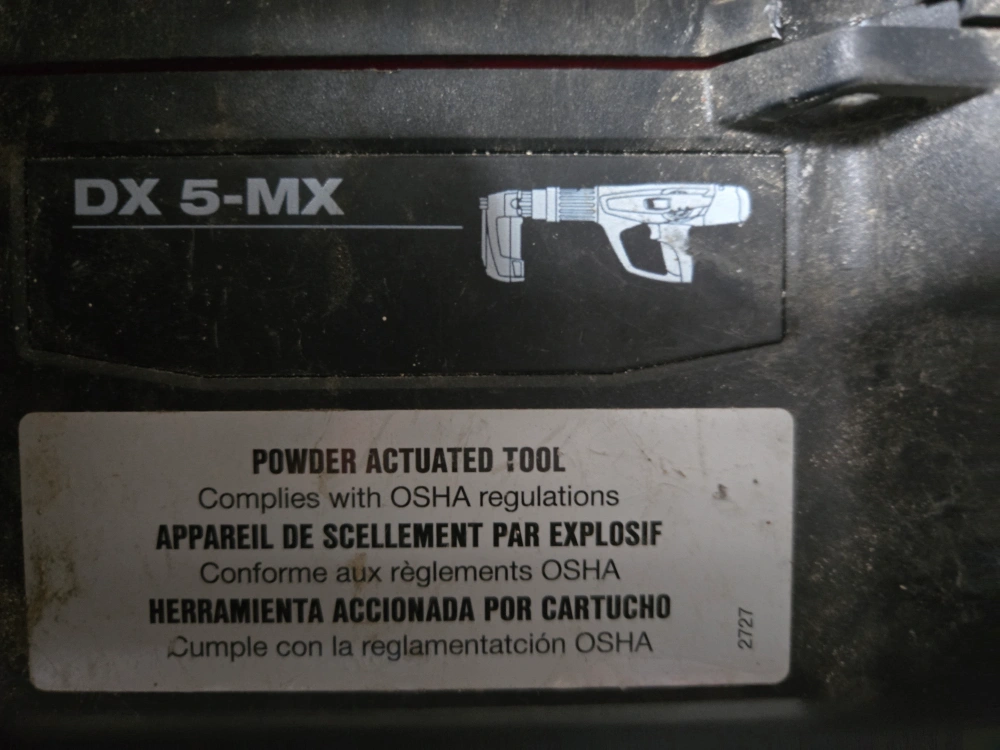 DX 5-MX
POWDER ACTUATED TOOL
Complies with OSHA regulations
APPAREIL DE SCELLEMENT PAR EXPLOSIF
Conforme aux règlements OSHA
HERRAMIENTA ACCIONADA POR CARTUCHO
Cumple con la reglamentatción OSHA
2727